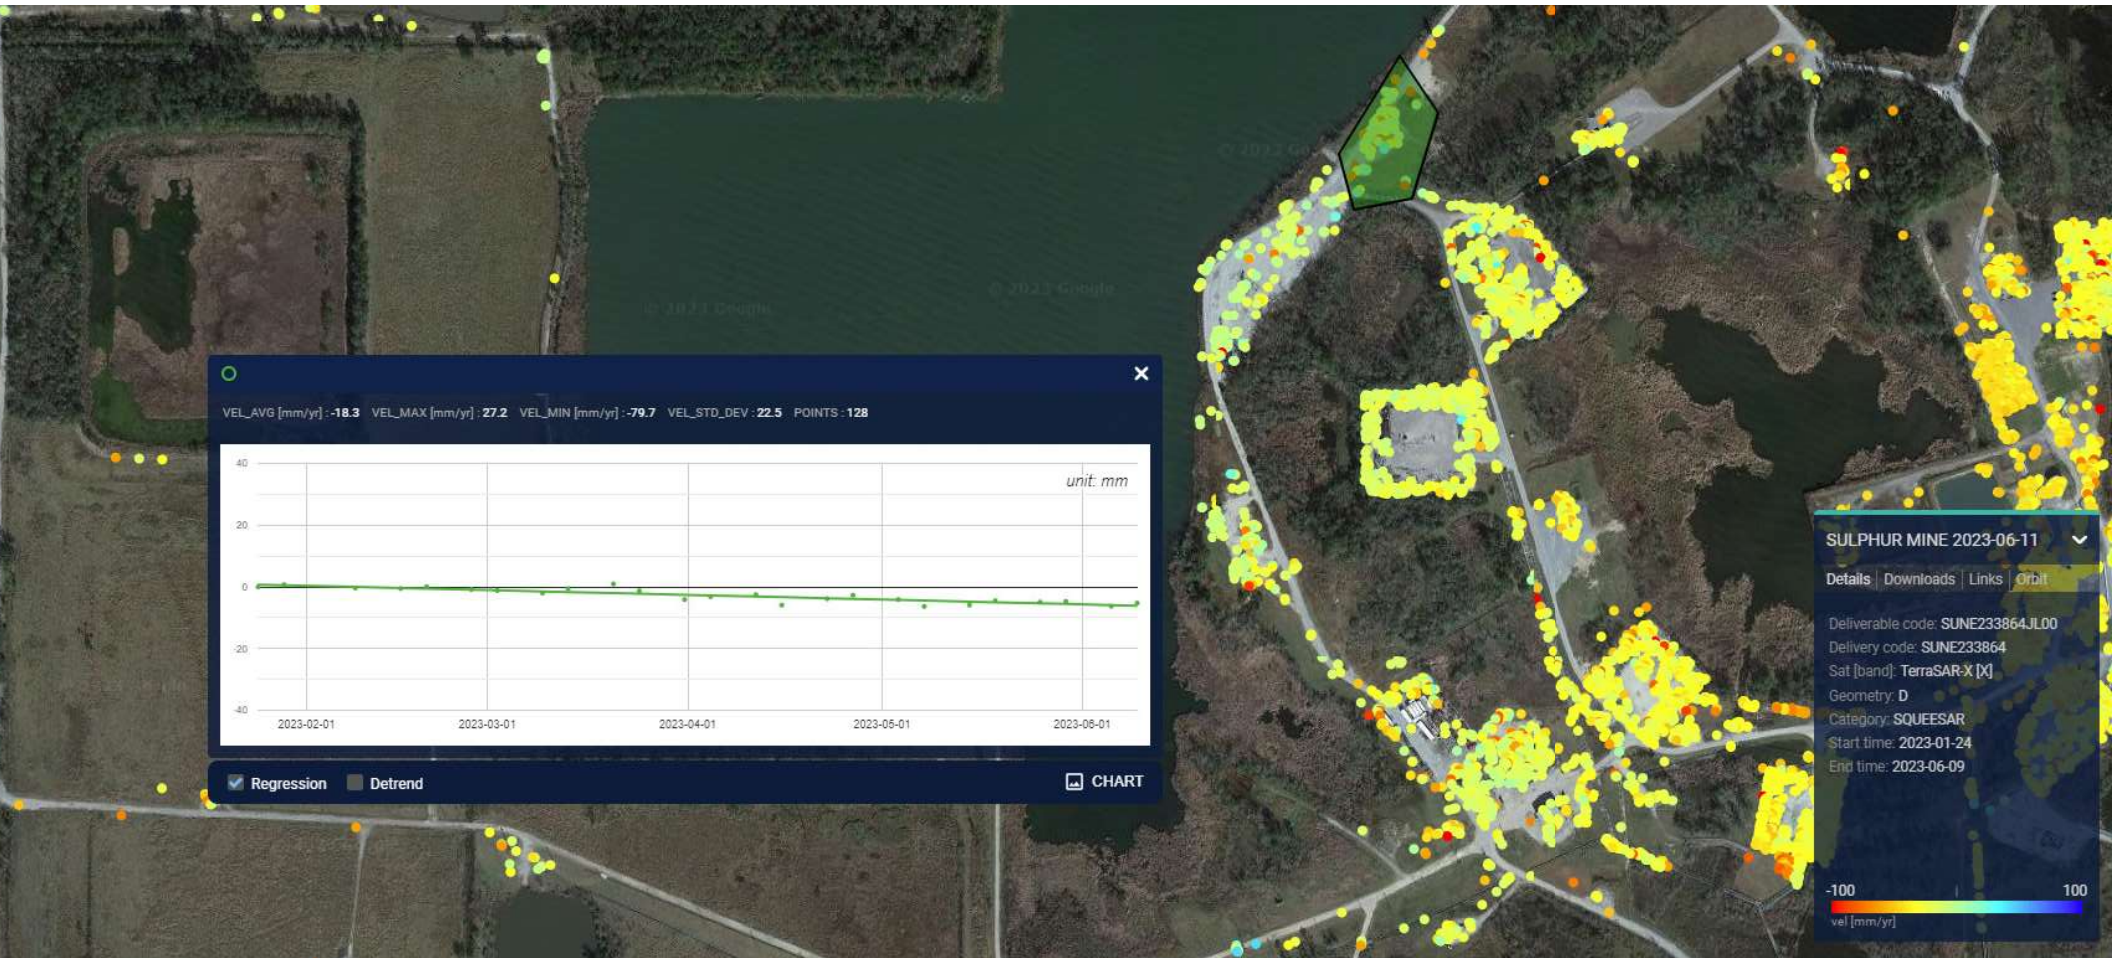 © 2023 Google
© 2023 Google
VEL_AVG [mm/yr] : -18.3 VEL_MAX [mm/yr] : 27.2 VEL_MIN [mm/yr] : -79.7 VEL_STD_DEV : 22.5 POINTS : 128
unit: mm
40
20
0
-20
-40
2023-02-01 2023-03-01 2023-04-01 2023-05-01 2023-06-01
Regression Detrend CHART
SULPHUR MINE 2023-06-11
Details | Downloads | Links | Orbit
Deliverable code: SUNE233864JL00
Delivery code: SUNE233864
Sat [band]: TerraSAR-X [X]
Geometry: D
Category: SQUEESAR
Start time: 2023-01-24
End time: 2023-06-09
-100 100
vel [mm/yr]